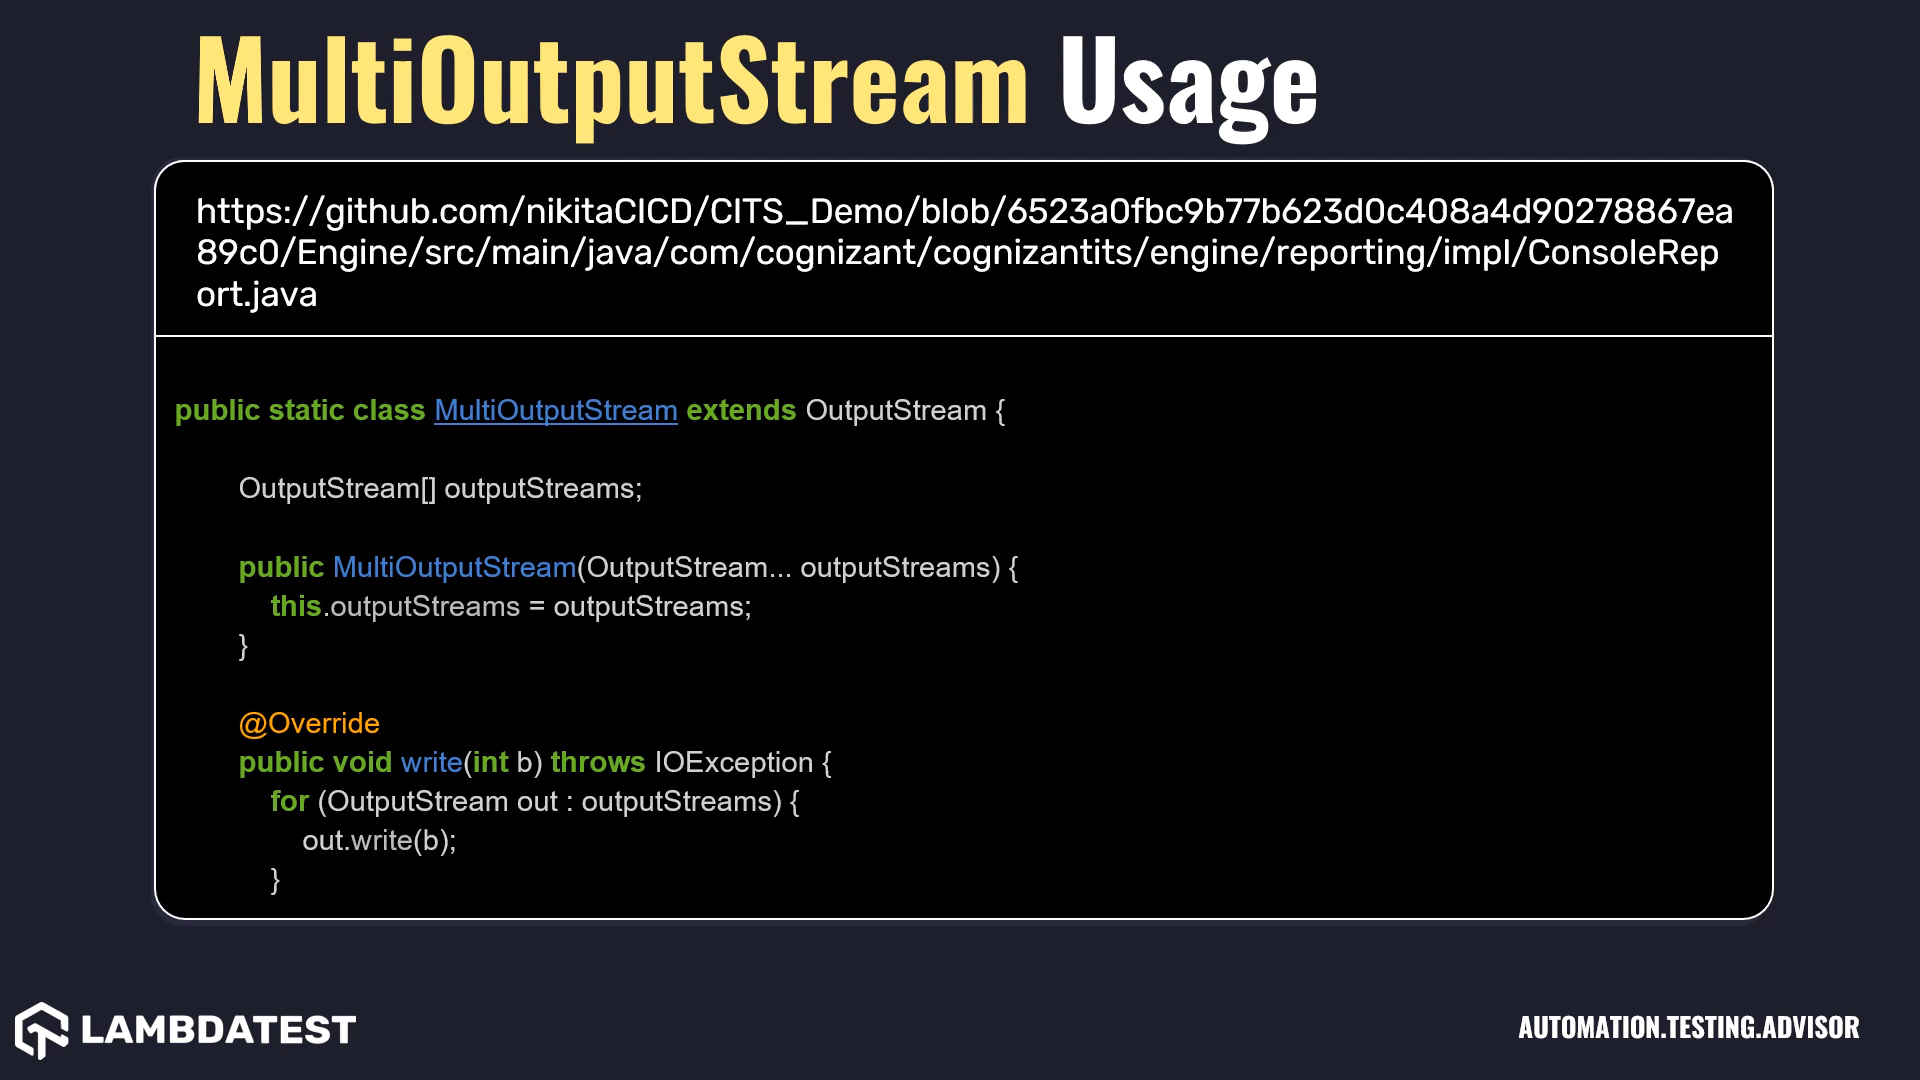 MultiOutputStream Usage
https://github.com/nikitaCICD/CITS_Demo/blob/6523a0fbc9b77b623d0c408a4d90278867ea
89c0/Engine/src/main/java/com/cognizant/cognizantits/engine/reporting/impl/ConsoleRep
ort.java
public static class MultiOutputStream extends OutputStream {
OutputStream[] outputStreams;
public MultiOutputStream(OutputStream... outputStreams) {
this.outputStreams = outputStreams;
}
@Override
public void write(int b) throws IOException {
for (OutputStream out : outputStreams) {
out.write(b);
}
LAMBDATEST
AUTOMATION.TESTING.ADVISOR